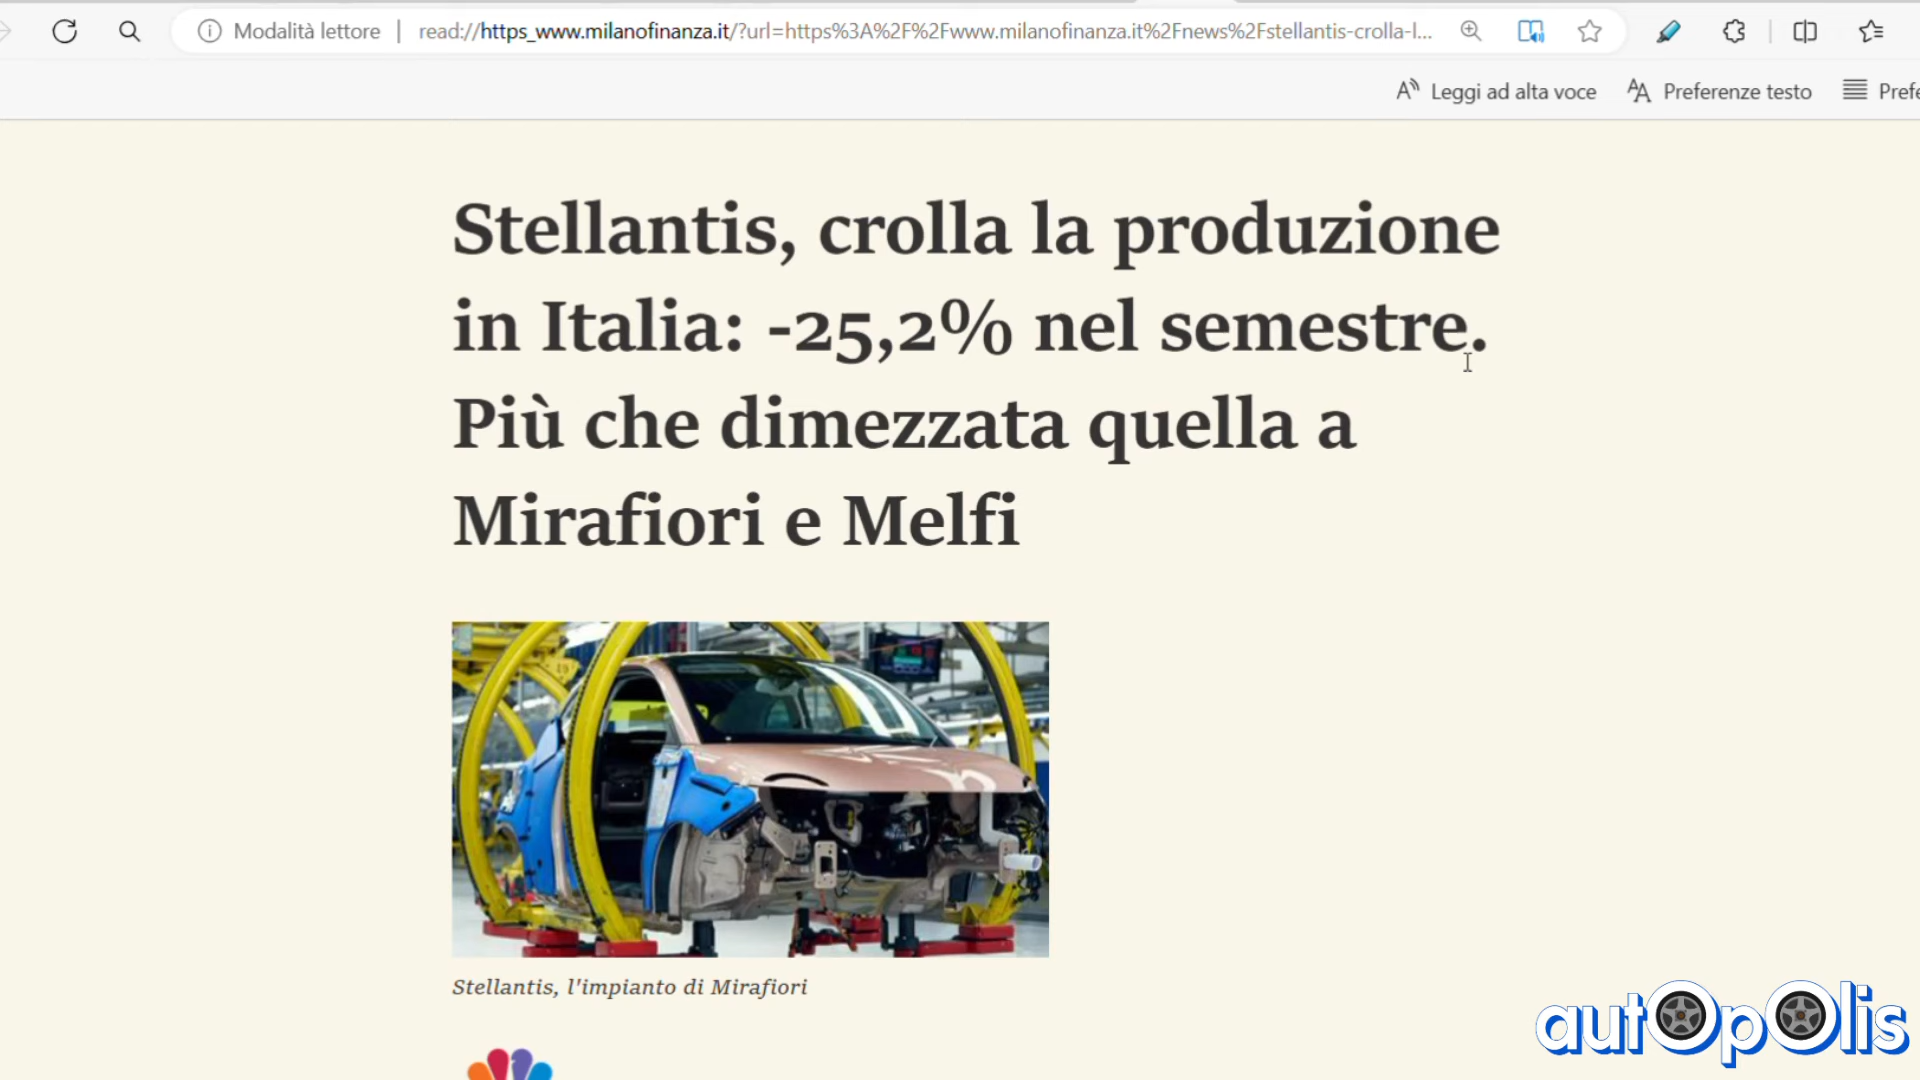 Modalità lettore | read://https_www.milanofinanza.it/?url=https%3A%2F%2Fwww.milanofinanza.it%2Fnews%2Fstellantis-crolla-l...
Leggi ad alta voce Preferenze testo Prefe
Stellantis, crolla la produzione
in Italia: -25,2% nel semestre.
Più che dimezzata quella a
Mirafiori e Melfi
Stellantis, l'impianto di Mirafiori
autOpOlis